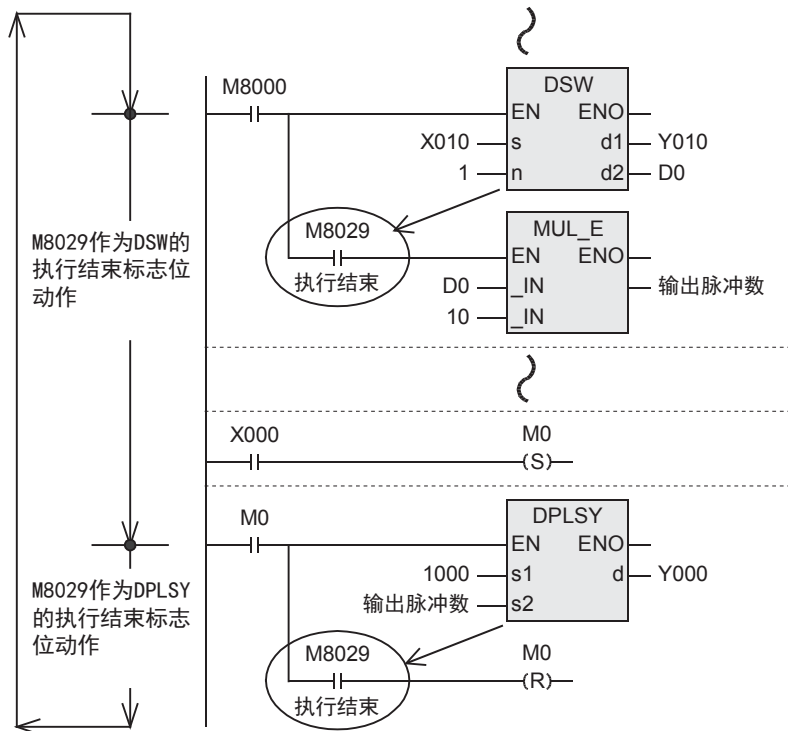 M8000
DSW
EN ENO
X010 s d1 Y010
1 n d2 D0
M8029作为DSW的
执行结束标志位
动作
M8029
执行结束
MUL_E
EN ENO
D0 _IN 输出脉冲数
10 _IN
X000 M0
(S)
M0
DPLSY
EN ENO
1000 s1 d Y000
输出脉冲数 s2
M8029作为DPLSY
的执行结束标志
位动作
M8029 M0
(R)
执行结束